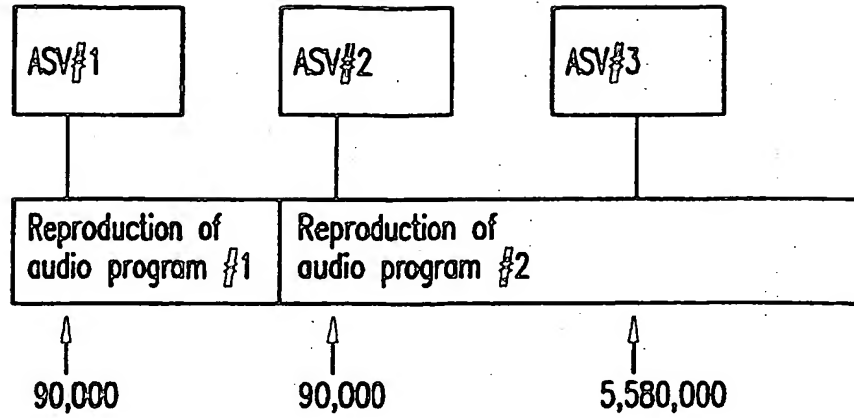 ASV#1
ASV#2
ASV#3
Reproduction of
audio program #1
Reproduction of
audio program #2
90,000
90,000
5,580,000